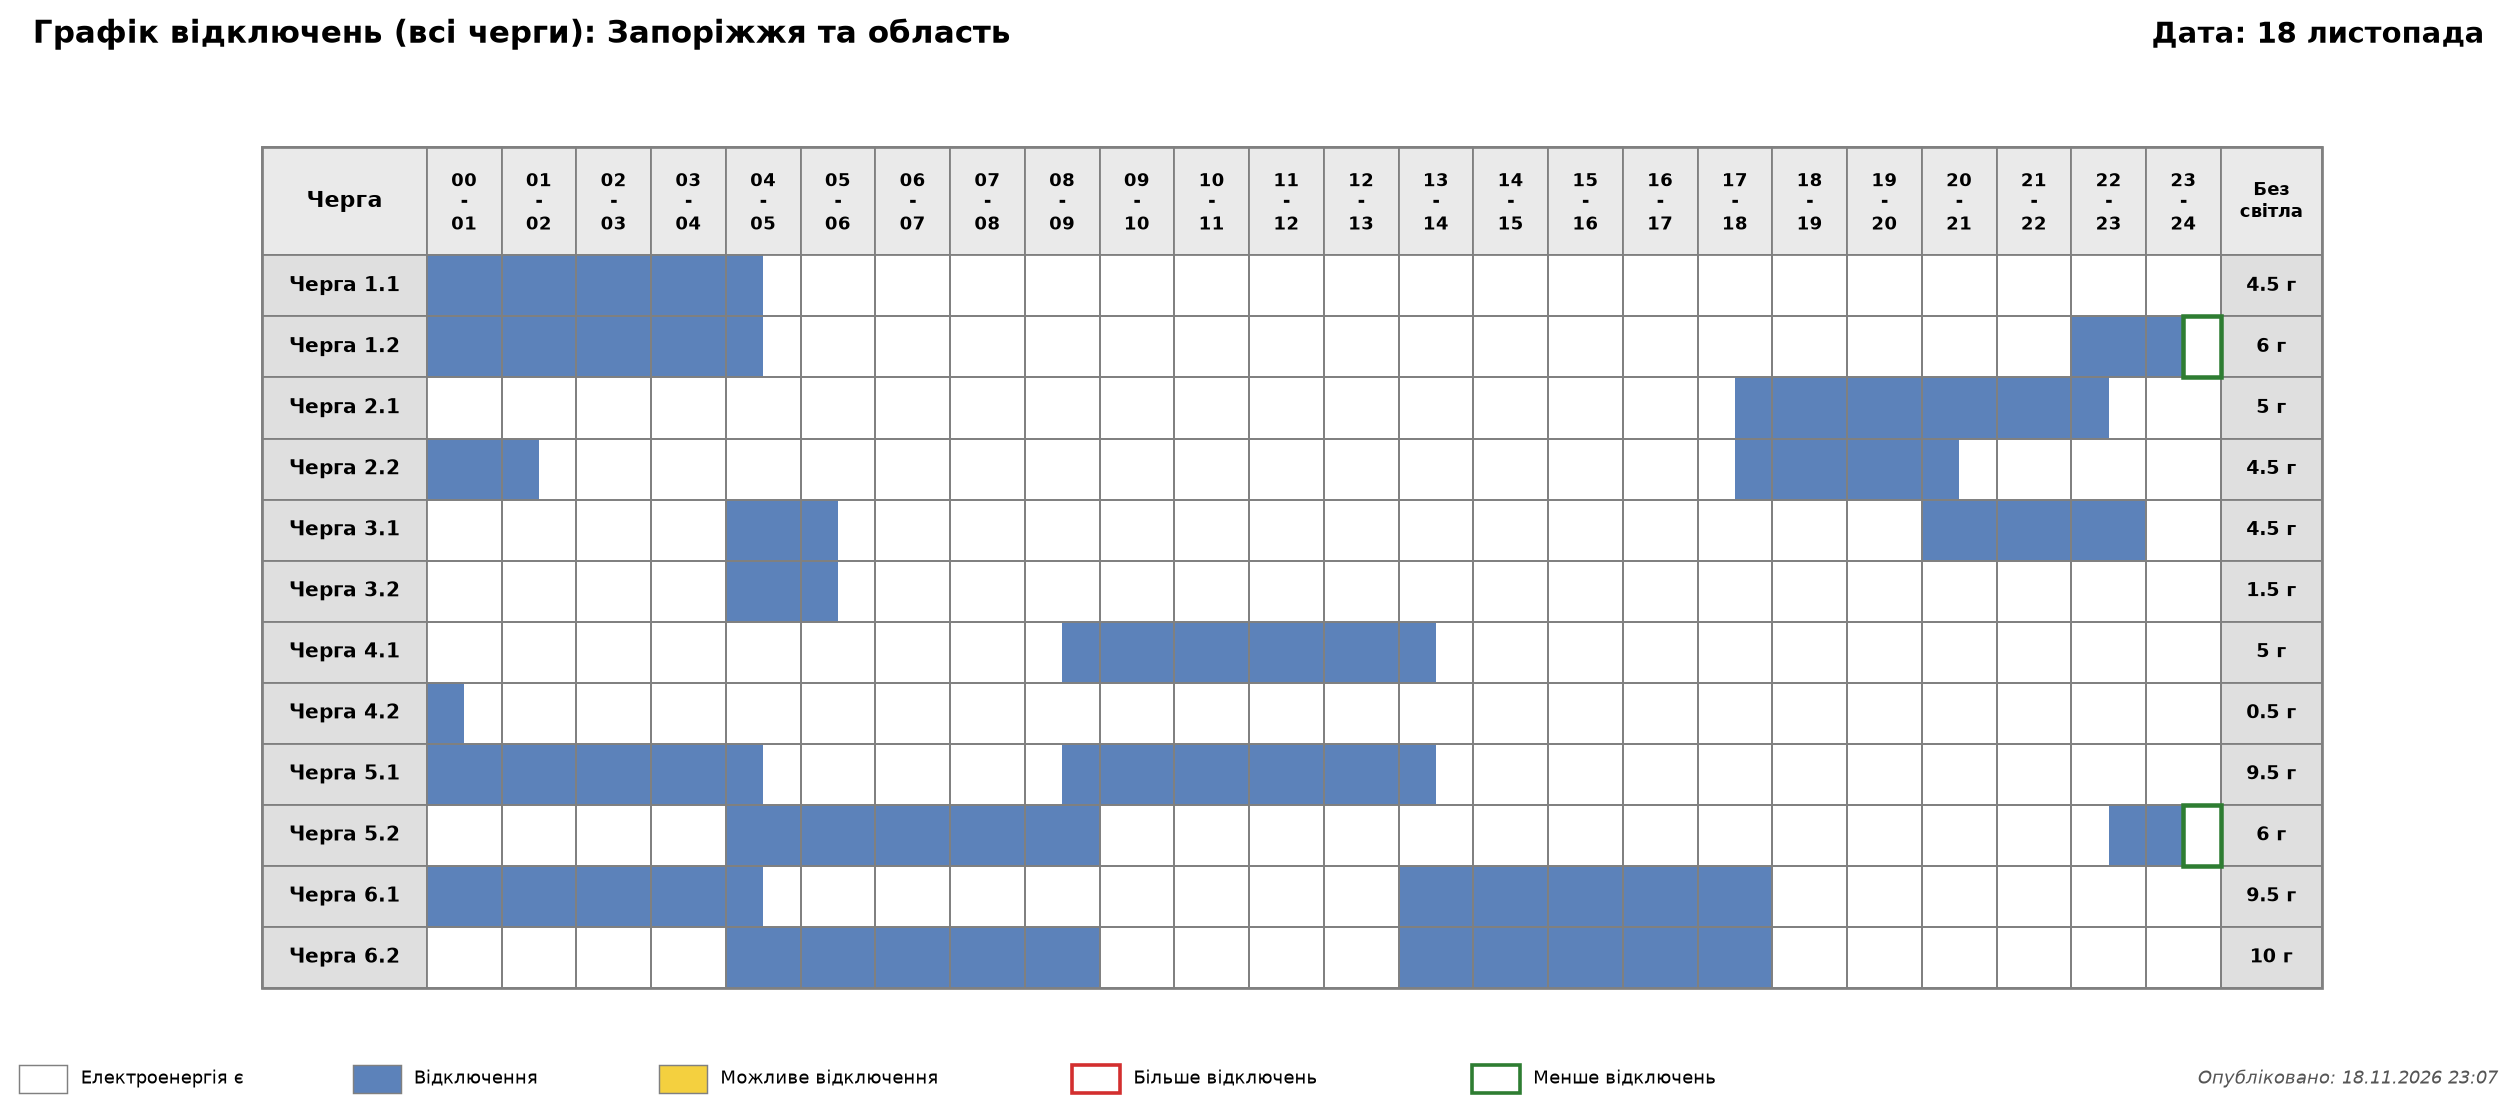 Графік відключень (всі черги): Запоріжжя та область
Дата: 18 листопада
Черга 00 - 01 01 - 02 02 - 03 03 - 04 04 - 05 05 - 06 06 - 07 07 - 08 08 - 09 09 - 10 10 - 11 11 - 12 12 - 13 13 - 14 14 - 15 15 - 16 16 - 17 17 - 18 18 - 19 19 - 20 20 - 21 21 - 22 22 - 23 23 - 24 Без світла
Черга 1.1 4.5 г
Черга 1.2 6 г
Черга 2.1 5 г
Черга 2.2 4.5 г
Черга 3.1 4.5 г
Черга 3.2 1.5 г
Черга 4.1 5 г
Черга 4.2 0.5 г
Черга 5.1 9.5 г
Черга 5.2 6 г
Черга 6.1 9.5 г
Черга 6.2 10 г
Електроенергія є
Відключення
Можливе відключення
Більше відключень
Менше відключень
Опубліковано: 18.11.2026 23:07